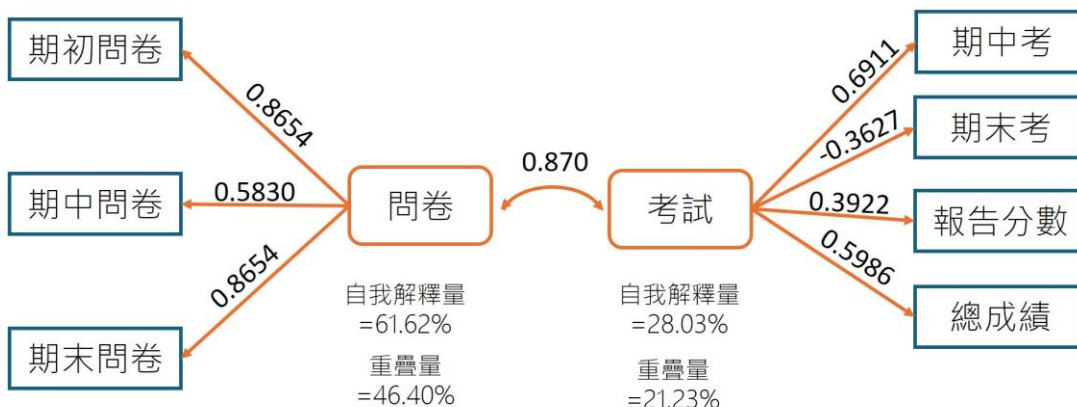 期初問卷
期中問卷
期末問卷
0.8654
0.5830
0.8654
問卷
0.870
考試
自我解釋量
=61.62%
重疊量
=46.40%
自我解釋量
=28.03%
重疊量
=21.23%
0.6911
-0.3627
0.3922
0.5986
期中考
期末考
報告分數
總成績